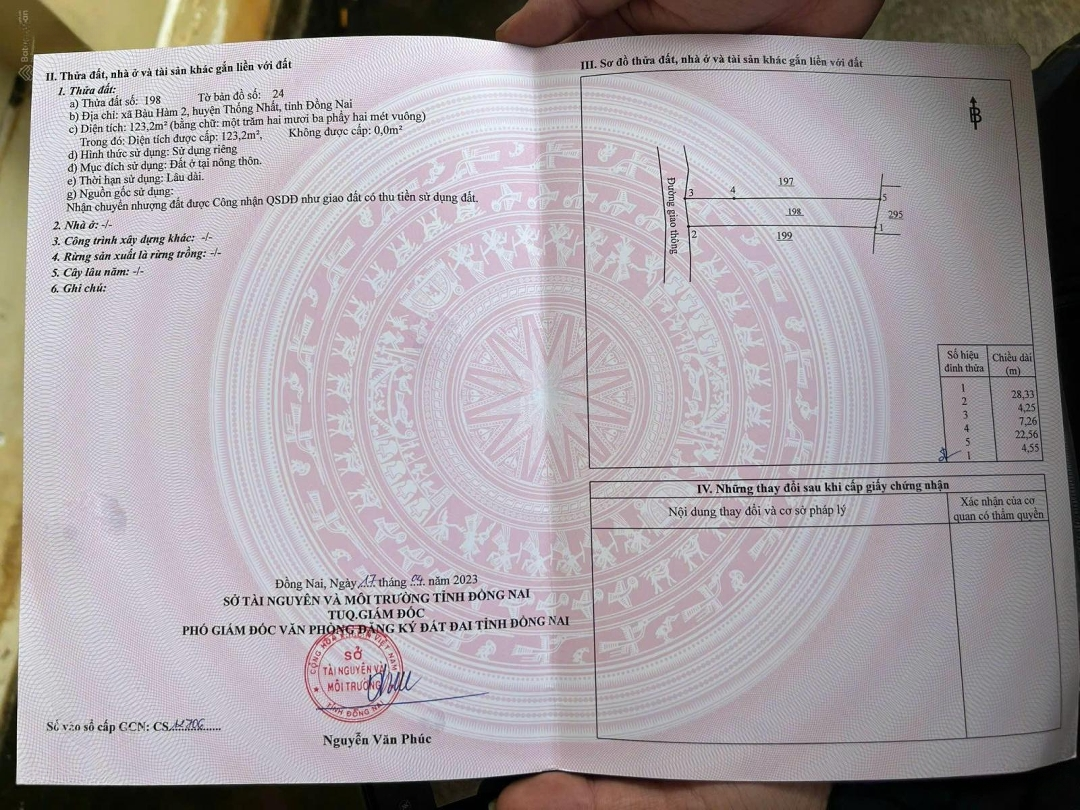 II. Thửa đất, nhà ở và tài sản khác gắn liền với đất
1. Thửa đất:
a) Thửa đất số: 198 Tờ bản đồ số: 24
b) Địa chỉ: xã Bàu Hàm 2, huyện Thống Nhất, tỉnh Đồng Nai
c) Diện tích: 123,2m² (bằng chữ: một trăm hai mươi ba phẩy hai mét vuông)
Trong đó: Diện tích được cấp: 123,2m², Không được cấp: 0,0m²
d) Hình thức sử dụng: Sử dụng riêng
đ) Mục đích sử dụng: Đất ở tại nông thôn.
e) Thời hạn sử dụng: Lâu dài.
g) Nguồn gốc sử dụng:
Nhận chuyển nhượng đất được Công nhận QSDĐ như giao đất có thu tiền sử dụng đất.
2. Nhà ở: -/-
3. Công trình xây dựng khác: -/-
4. Rừng sản xuất là rừng trồng: -/-
5. Cây lâu năm: -/-
6. Ghi chú:
Đồng Nai, Ngày 17 tháng 04 năm 2023
SỞ TÀI NGUYÊN VÀ MÔI TRƯỜNG TỈNH ĐỒNG NAI
TUQ.GIÁM ĐỐC
PHÓ GIÁM ĐỐC VĂN PHÒNG ĐĂNG KÝ ĐẤT ĐAI TỈNH ĐỒNG NAI
CỘNG HÒA X.H.C.N VIỆT NAM
SỞ
TÀI NGUYÊN VÀ
MÔI TRƯỜNG
TỈNH ĐỒNG NAI
Nguyễn Văn Phúc
Số vào sổ cấp GCN: CS
III. Sơ đồ thửa đất, nhà ở và tài sản khác gắn liền với đất
B
Đường giao thông
197
3
4
5
198
295
2
199
1
Số hiệu đỉnh thửa
Chiều dài (m)
1
28,33
2
4,25
3
7,26
4
22,56
5
4,55
1
IV. Những thay đổi sau khi cấp giấy chứng nhận
Nội dung thay đổi và cơ sở pháp lý
Xác nhận của cơ
quan có thẩm quyền